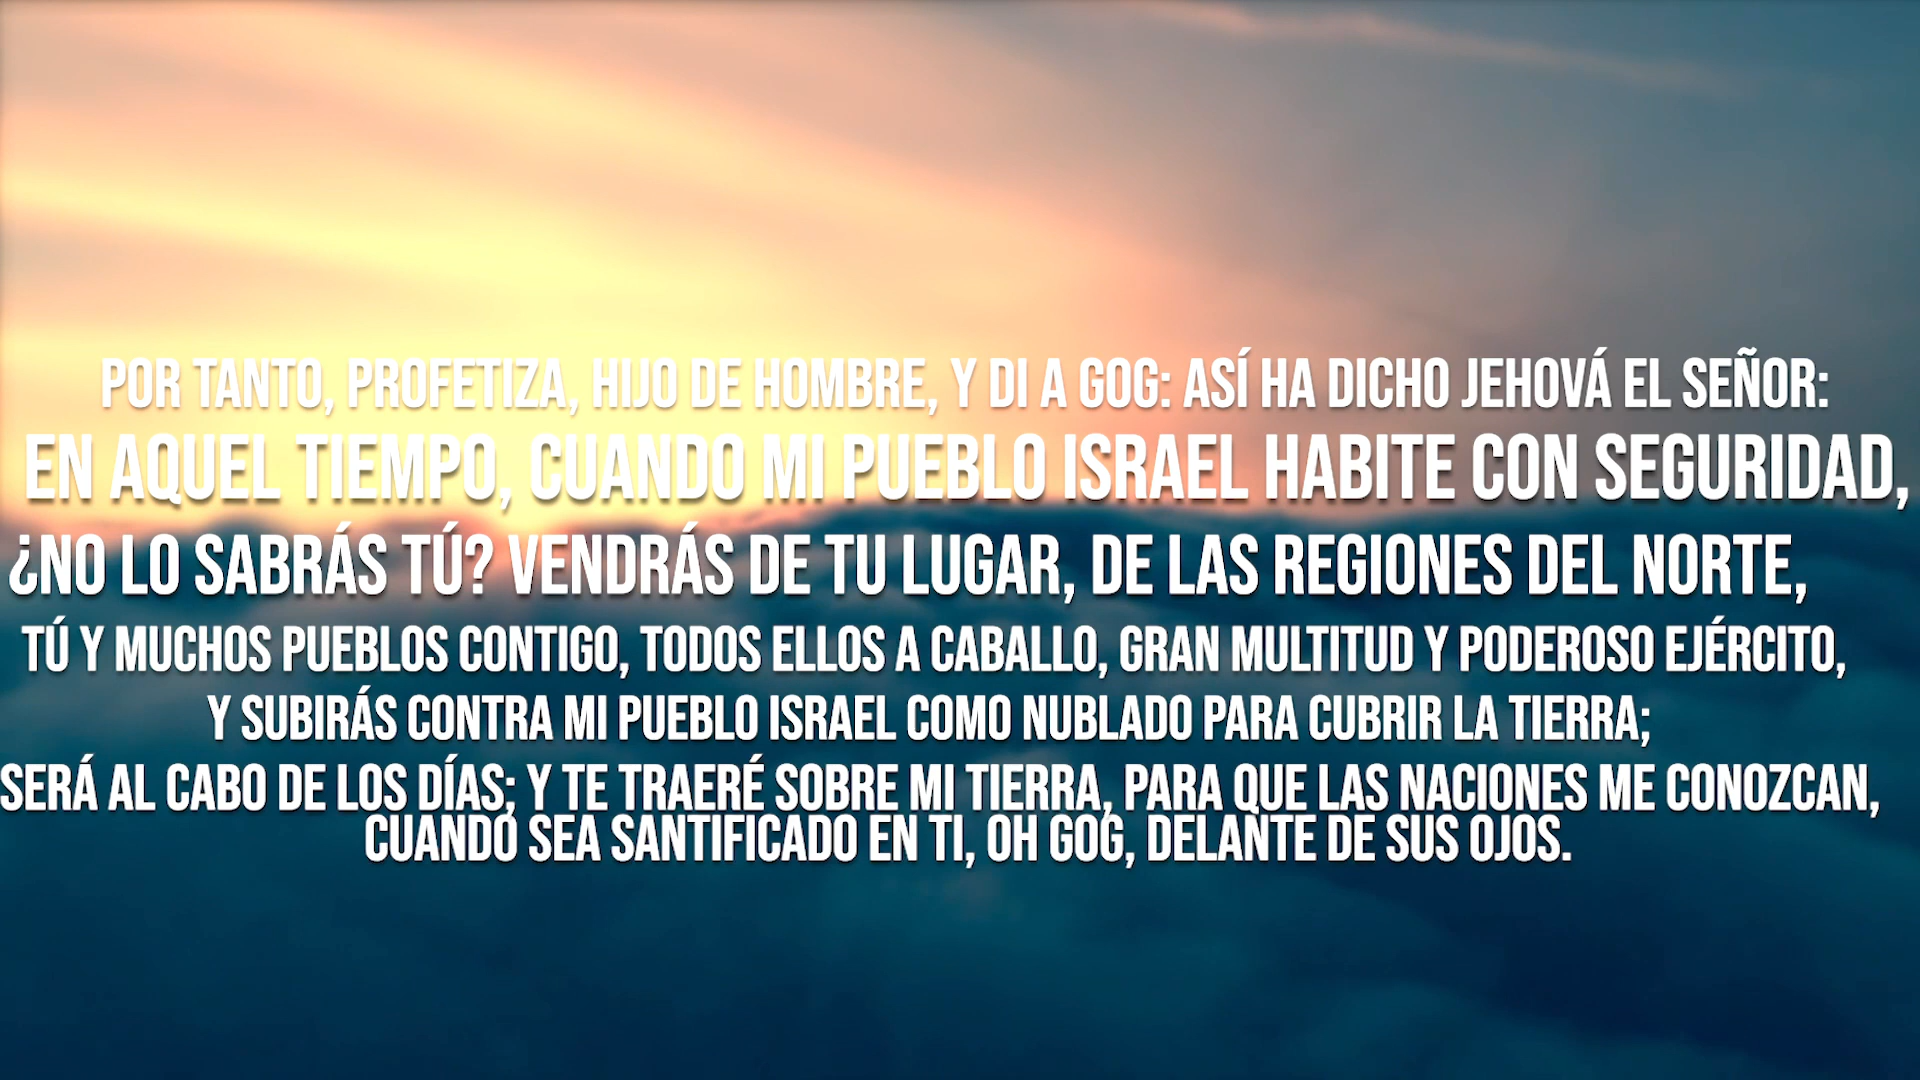 POR TANTO, PROFETIZA, HIJO DE HOMBRE, Y DI A GOG: ASÍ HA DICHO JEHOVÁ EL SEÑOR:
EN AQUEL TIEMPO, CUANDO MI PUEBLO ISRAEL HABITE CON SEGURIDAD,
¿NO LO SABRÁS TÚ? VENDRÁS DE TU LUGAR, DE LAS REGIONES DEL NORTE,
TÚ Y MUCHOS PUEBLOS CONTIGO, TODOS ELLOS A CABALLO, GRAN MULTITUD Y PODEROSO EJÉRCITO,
Y SUBIRÁS CONTRA MI PUEBLO ISRAEL COMO NUBLADO PARA CUBRIR LA TIERRA;
SERÁ AL CABO DE LOS DÍAS; Y TE TRAERÉ SOBRE MI TIERRA, PARA QUE LAS NACIONES ME CONOZCAN,
CUANDO SEA SANTIFICADO EN TI, OH GOG, DELANTE DE SUS OJOS.